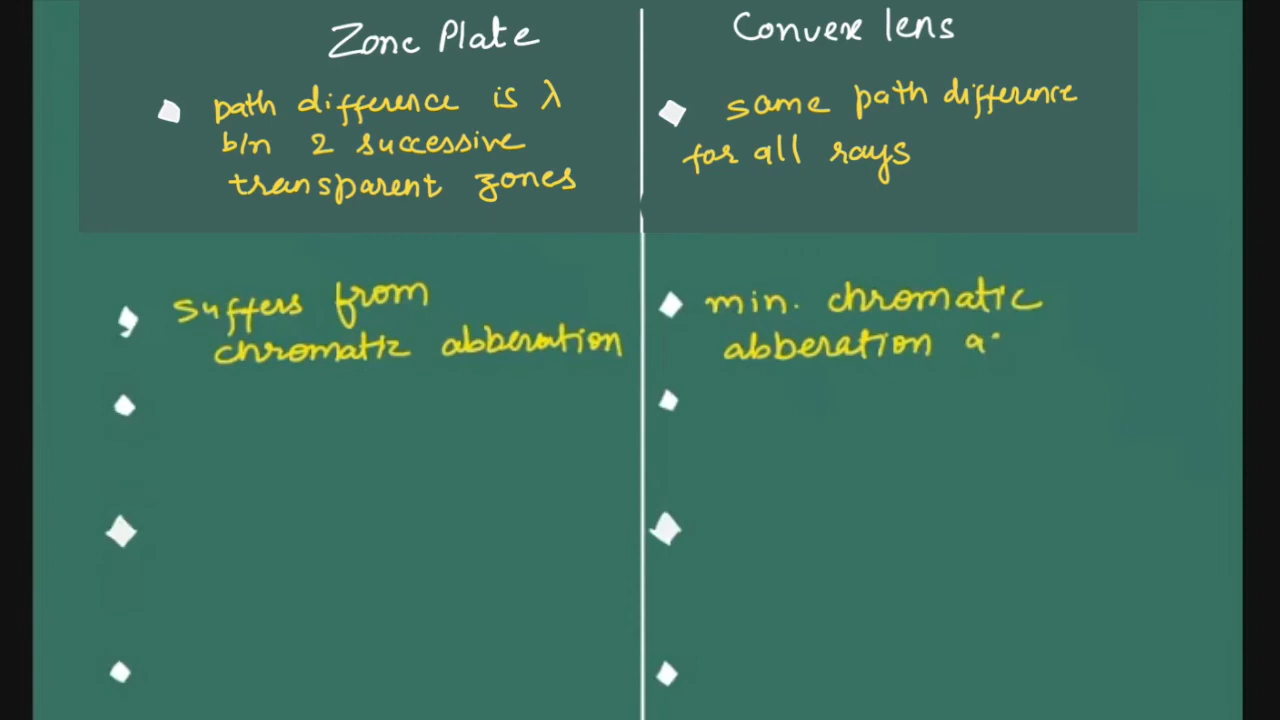 Zone Plate
path difference is λ
b/n 2 successive
transparent zones
suffers from
chromatic abberation
Convex lens
same path difference
for all rays
min. chromatic
abberation a